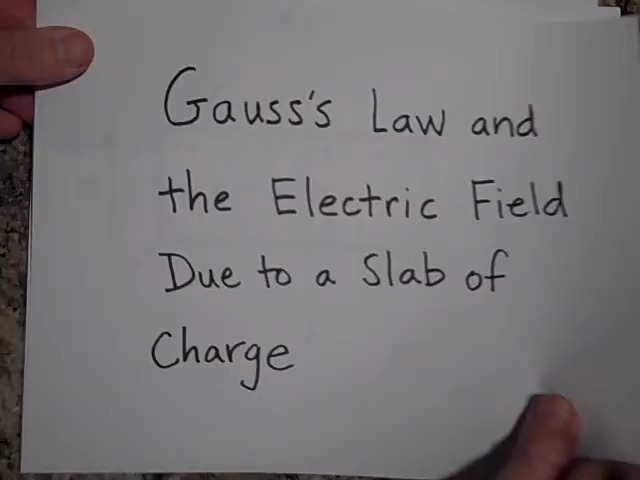 Gauss's Law and
the Electric Field
Due to a Slab of
Charge